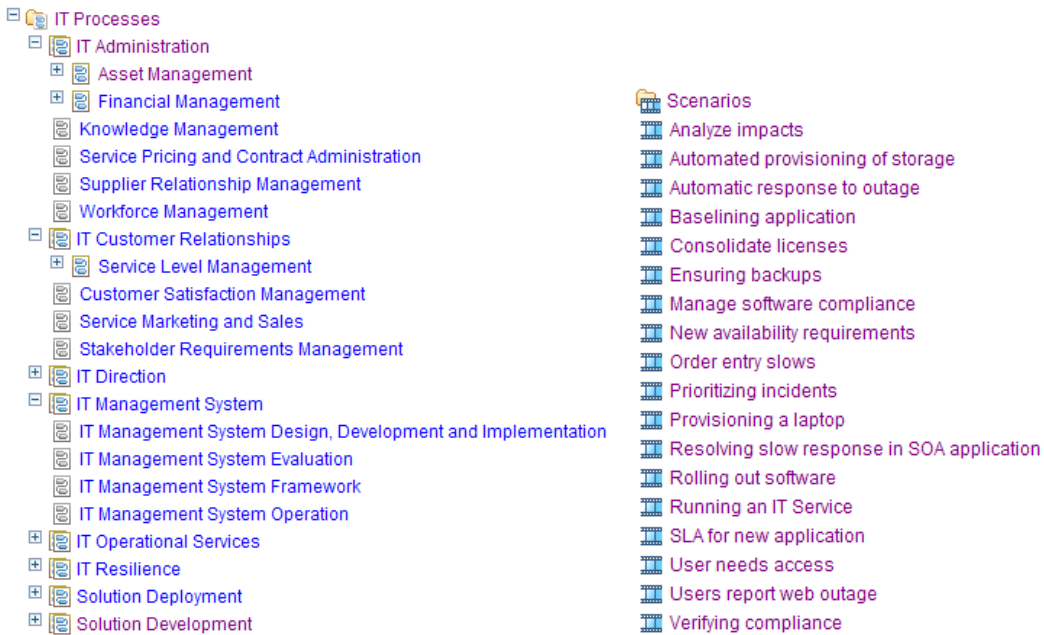 IT Processes
IT Administration
Asset Management
Financial Management
Knowledge Management
Service Pricing and Contract Administration
Supplier Relationship Management
Workforce Management
IT Customer Relationships
Service Level Management
Customer Satisfaction Management
Service Marketing and Sales
Stakeholder Requirements Management
IT Direction
IT Management System
IT Management System Design, Development and Implementation
IT Management System Evaluation
IT Management System Framework
IT Management System Operation
IT Operational Services
IT Resilience
Solution Deployment
Solution Development
Scenarios
Analyze impacts
Automated provisioning of storage
Automatic response to outage
Baselining application
Consolidate licenses
Ensuring backups
Manage software compliance
New availability requirements
Order entry slows
Prioritizing incidents
Provisioning a laptop
Resolving slow response in SOA application
Rolling out software
Running an IT Service
SLA for new application
User needs access
Users report web outage
Verifying compliance